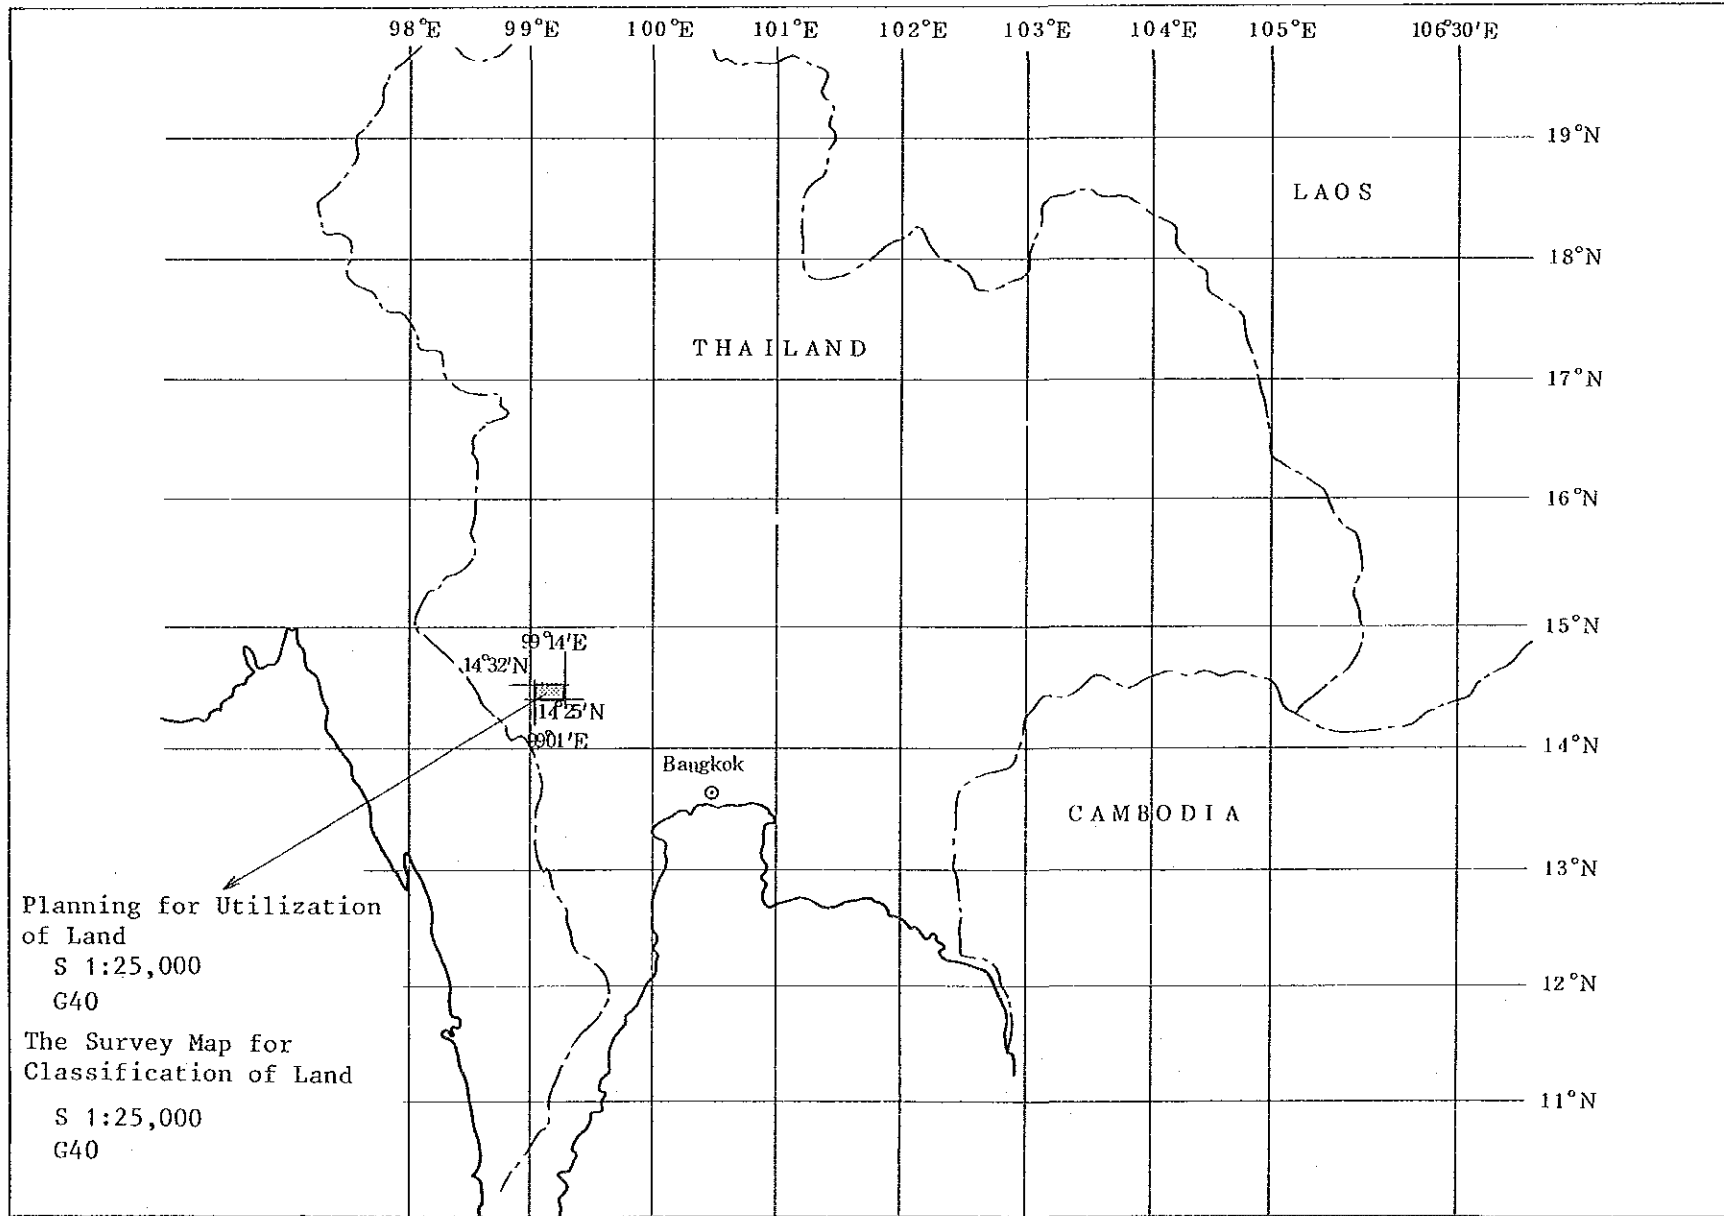 98°E 99°E 100°E 101°E 102°E 103°E 104°E 105°E 106°30'E
19°N
LAOS
18°N
THAILAND
17°N
16°N
15°N
99°14'E
14°32'N
14°25'N
99°01'E
14°N
Bangkok
CAMBODIA
13°N
Planning for Utilization
of Land
S 1:25,000
G40
12°N
The Survey Map for
Classification of Land
S 1:25,000
G40
11°N